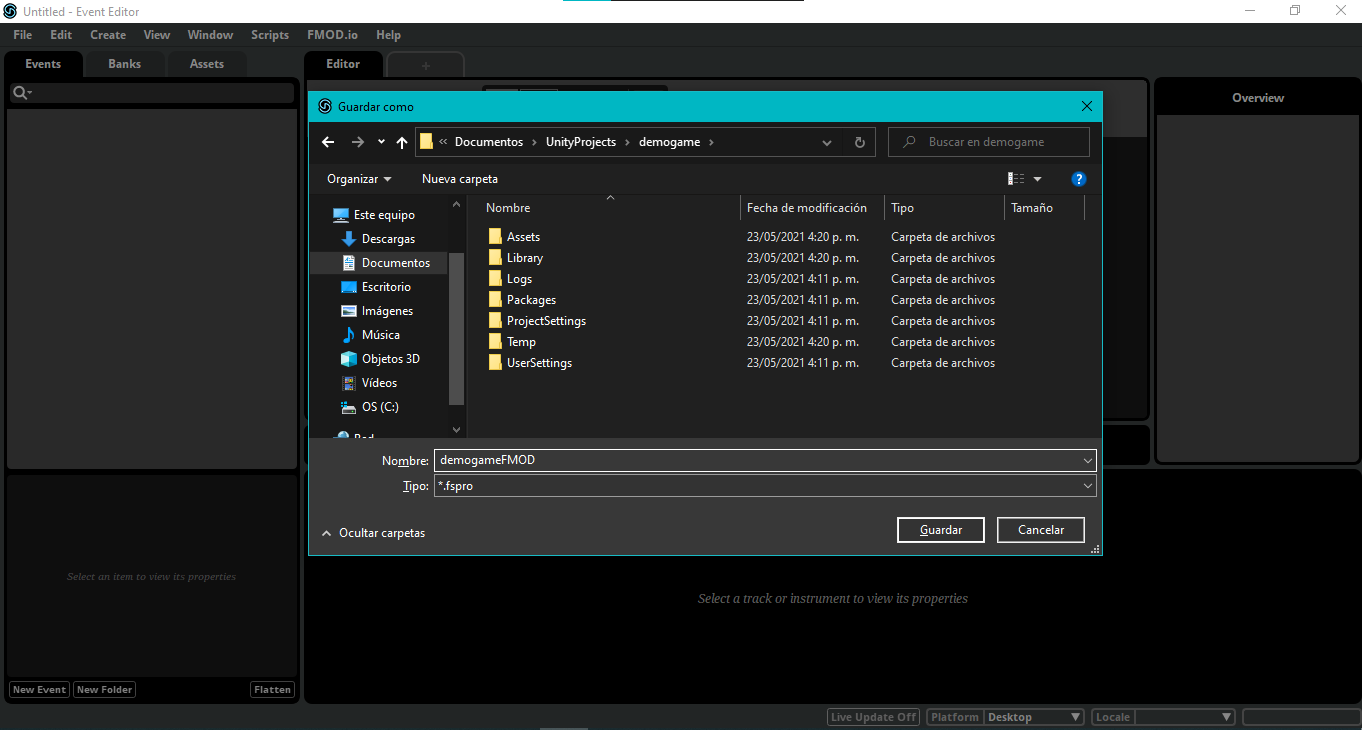 Untitled - Event Editor
File Edit Create View Window Scripts FMOD.io Help
Events Banks Assets Editor +
Overview
Guardar como
« Documentos › UnityProjects › demogame ›
Buscar en demogame
Organizar Nueva carpeta
Nombre Fecha de modificación Tipo Tamaño
Este equipo
Descargas
Documentos
Escritorio
Imágenes
Música
Objetos 3D
Vídeos
OS (C:)
Red
Assets 23/05/2021 4:20 p. m. Carpeta de archivos
Library 23/05/2021 4:20 p. m. Carpeta de archivos
Logs 23/05/2021 4:11 p. m. Carpeta de archivos
Packages 23/05/2021 4:11 p. m. Carpeta de archivos
ProjectSettings 23/05/2021 4:11 p. m. Carpeta de archivos
Temp 23/05/2021 4:20 p. m. Carpeta de archivos
UserSettings 23/05/2021 4:11 p. m. Carpeta de archivos
Nombre: demogameFMOD
Tipo: *.fspro
Ocultar carpetas
Guardar Cancelar
Select an item to view its properties
Select a track or instrument to view its properties
New Event New Folder Flatten
Live Update Off Platform Desktop Locale